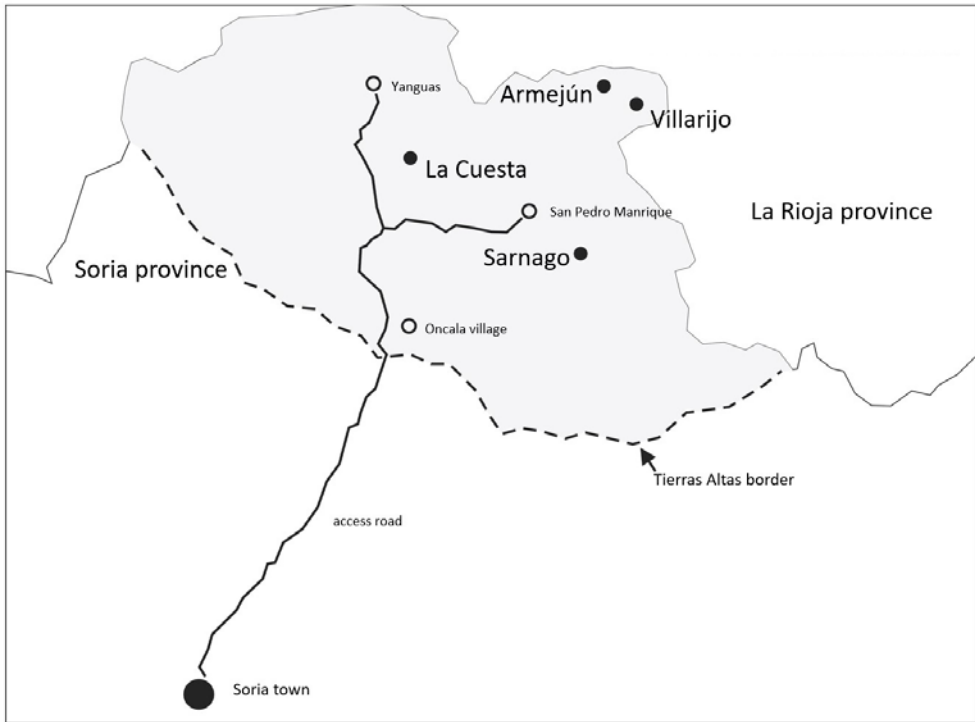 Yanguas
Armejún
Villarijo
La Cuesta
San Pedro Manrique
La Rioja province
Sarnago
Soria province
Oncala village
Tierras Altas border
access road
Soria town